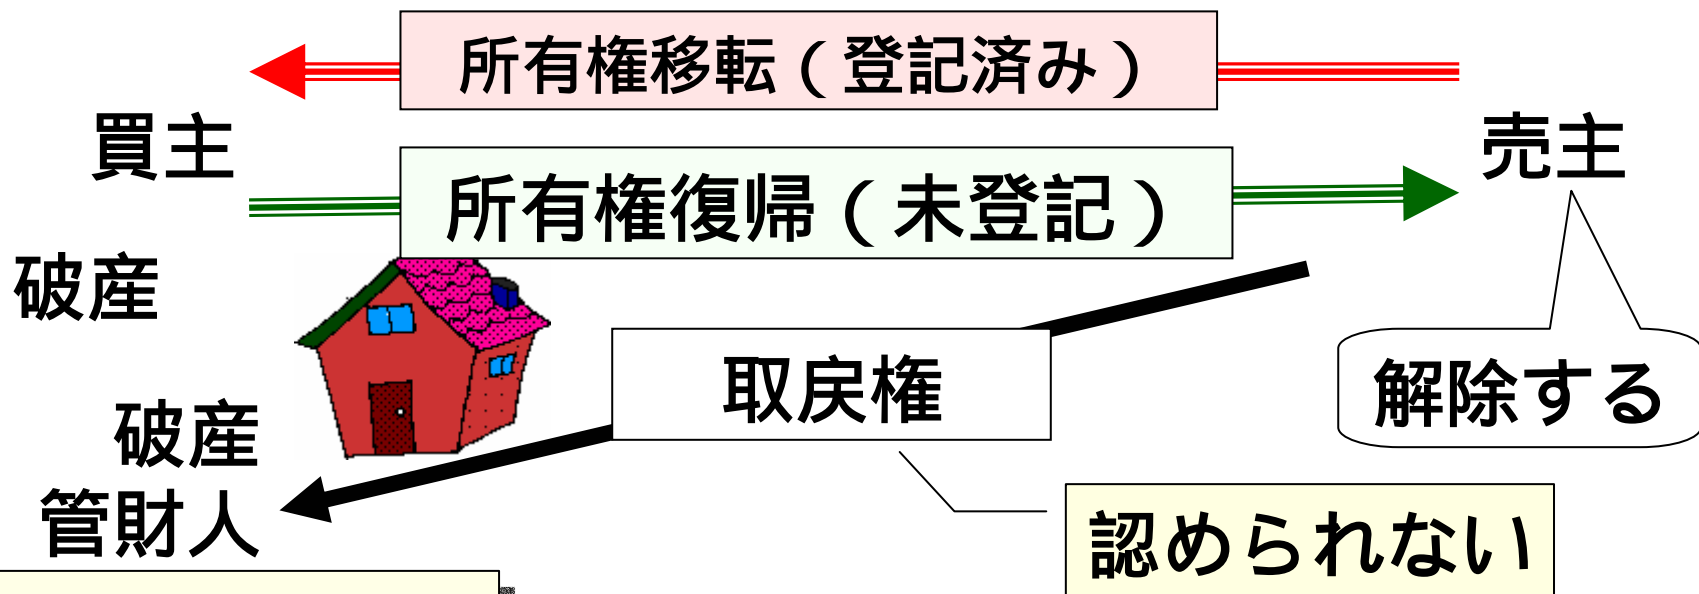 所有権移転（登記済み）
買主
売主
所有権復帰（未登記）
破産
取戻権
解除する
破産
管財人
認められない